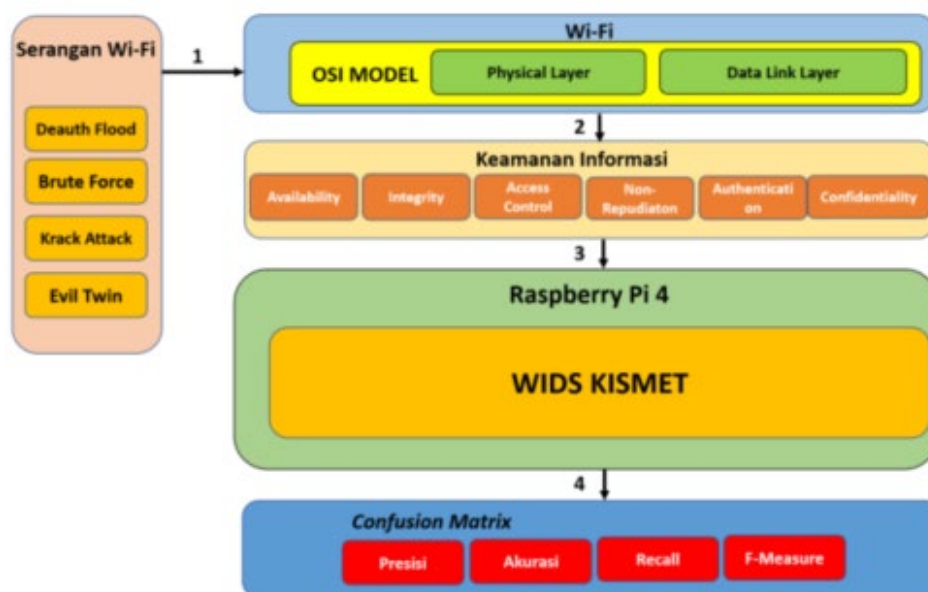 Serangan Wi-Fi
Deauth Flood
Brute Force
Krack Attack
Evil Twin
1
Wi-Fi
OSI MODEL
Physical Layer
Data Link Layer
2
Keamanan Informasi
Availability
Integrity
Access
Control
Non-
Repudiaton
Authenticati
on
Confidentiality
3
Raspberry Pi 4
WIDS KISMET
4
Confusion Matrix
Presisi
Akurasi
Recall
F-Measure